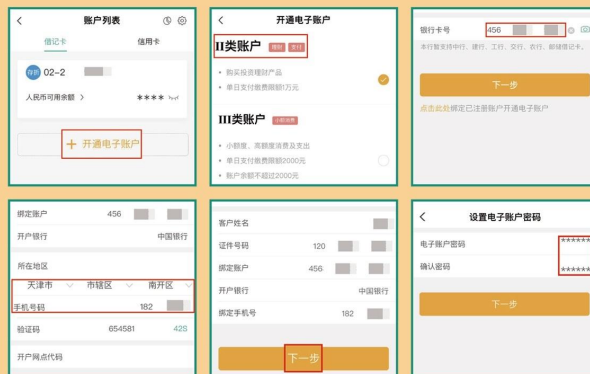 账户列表
借记卡
信用卡
存折 02-2
人民币可用余额 >
**** 
+ 开通电子账户
开通电子账户
II类账户 理财 支付
• 购买投资理财产品
• 单日支付缴费限额1万元
III类账户 小额消费
• 小额度、高额度消费及支出
• 单日支付缴费限额2000元
• 账户余额不超过2000元
银行卡号 456
本行暂支持中行、建行、工行、交行、农行、邮储借记卡。
下一步
点击此处绑定已注册账户开通电子账户
绑定账户 456
开户银行 中国银行
所在地区
天津市 市辖区 南开区
手机号码 182
验证码 654581 42S
开户网点代码
客户姓名
证件号码 120
绑定账户 456
开户银行 中国银行
绑定手机号 182
下一步
设置电子账户密码
电子账户密码 ******
确认密码 ******
下一步